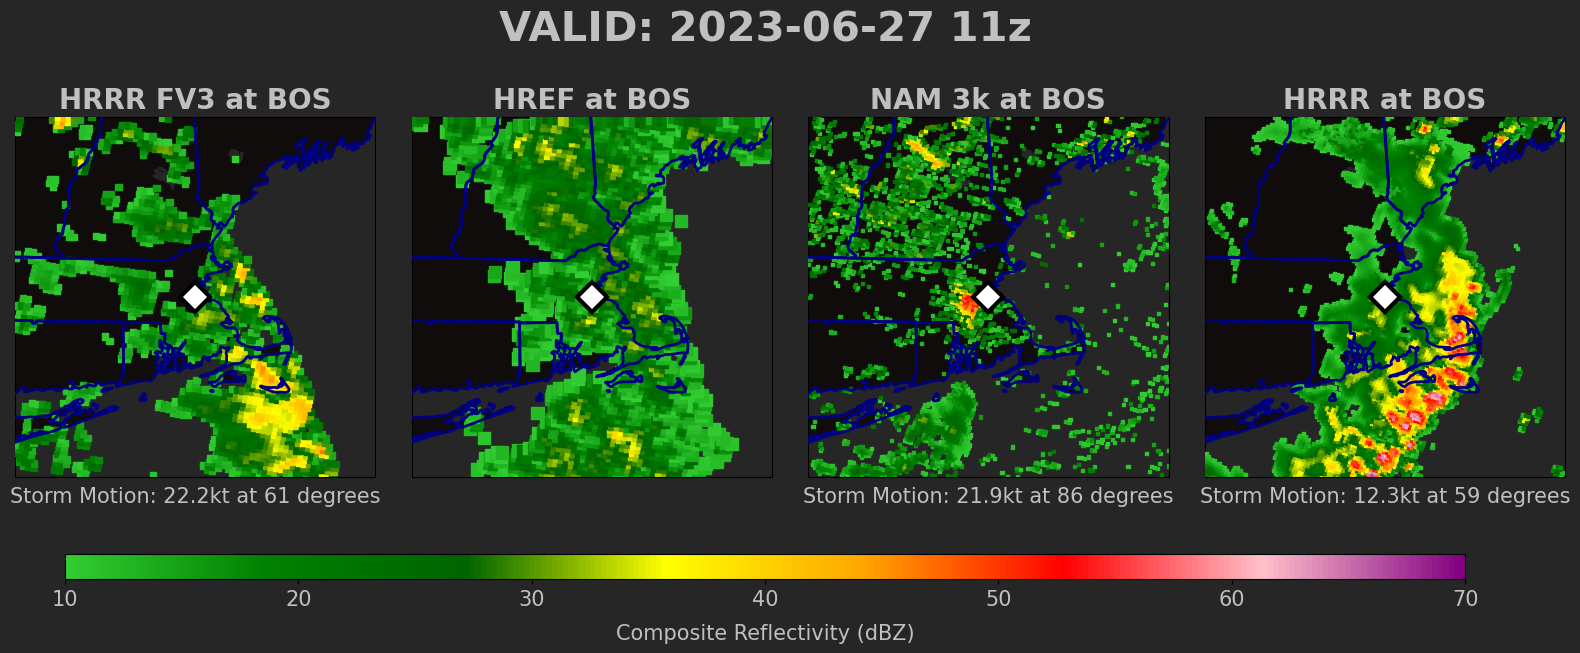 VALID: 2023-06-27 11z
HRRR FV3 at BOS
HREF at BOS
NAM 3k at BOS
HRRR at BOS
Storm Motion: 22.2kt at 61 degrees
Storm Motion: 21.9kt at 86 degrees
Storm Motion: 12.3kt at 59 degrees
10 20 30 40 50 60 70
Composite Reflectivity (dBZ)